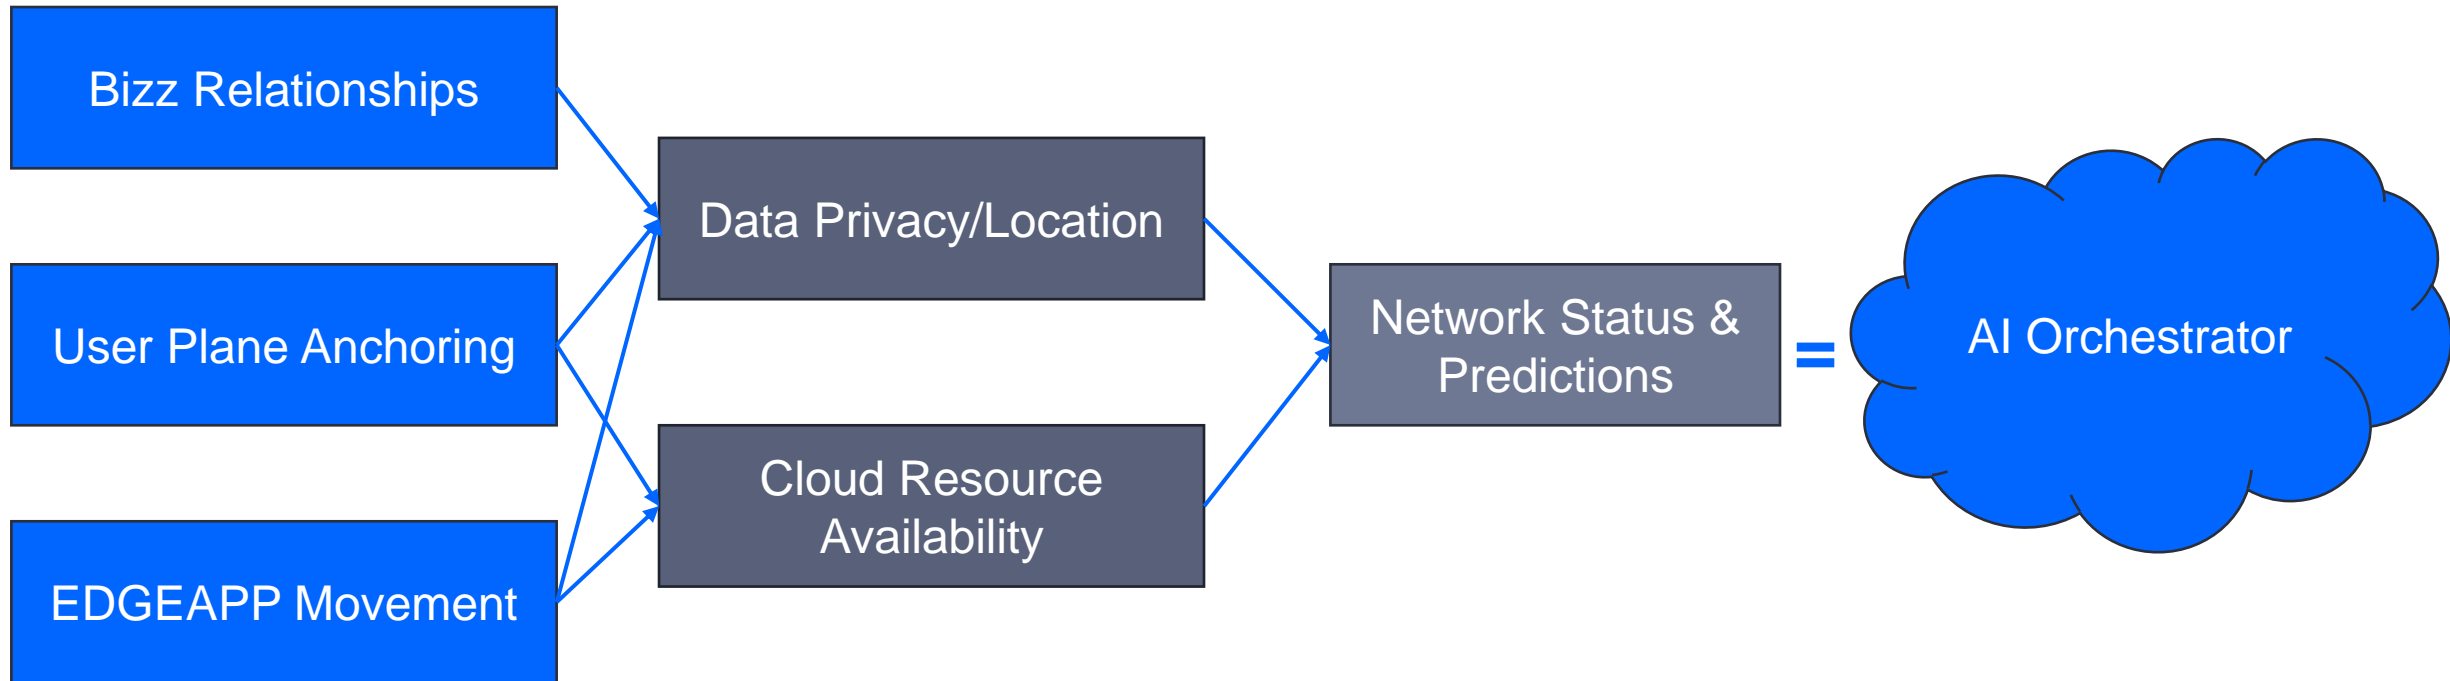 Bizz Relationships
User Plane Anchoring
EDGEAPP Movement
Data Privacy/Location
Cloud Resource
Availability
Network Status &
Predictions
=
AI Orchestrator